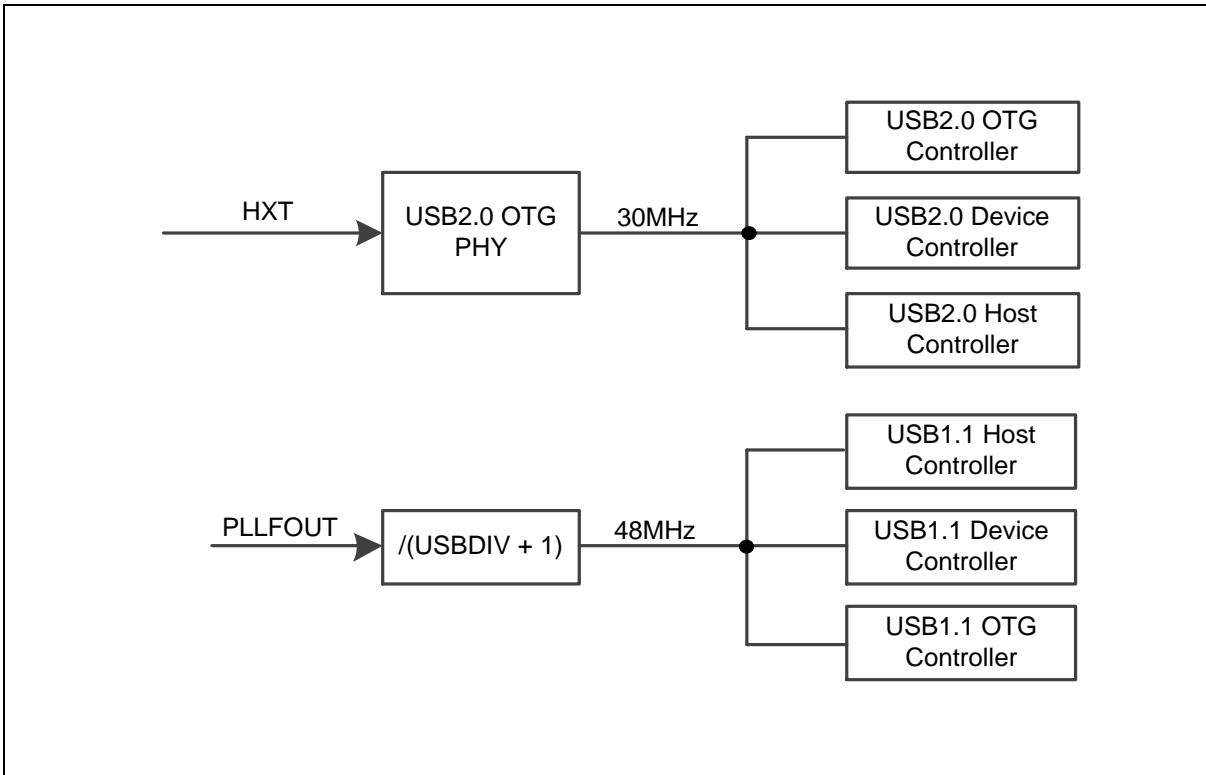 HXT
USB2.0 OTG
PHY
30MHz
USB2.0 OTG
Controller
USB2.0 Device
Controller
USB2.0 Host
Controller
PLLFOUT
/(USBDIV + 1)
48MHz
USB1.1 Host
Controller
USB1.1 Device
Controller
USB1.1 OTG
Controller